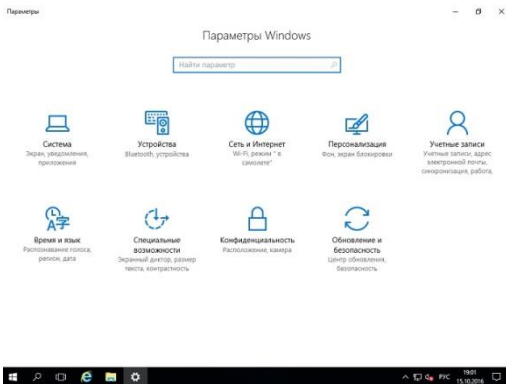 Параметры
Параметры Windows
Найти параметр
Система
Экран, уведомления,
приложения
Устройства
Bluetooth, устройства
Сеть и Интернет
Wi-Fi, режим "в
самолете"
Персонализация
Фон, экран блокировки
Учетные записи
Учетные записи, адрес
электронной почты,
синхронизация, работа,
Время и язык
Распознавание голоса,
регион, дата
Специальные
возможности
Экранный диктор, размер
текста, контрастность
Конфиденциальность
Расположение, камера
Обновление и
безопасность
Центр обновления,
безопасность
РУС
19:01
15.10.2016